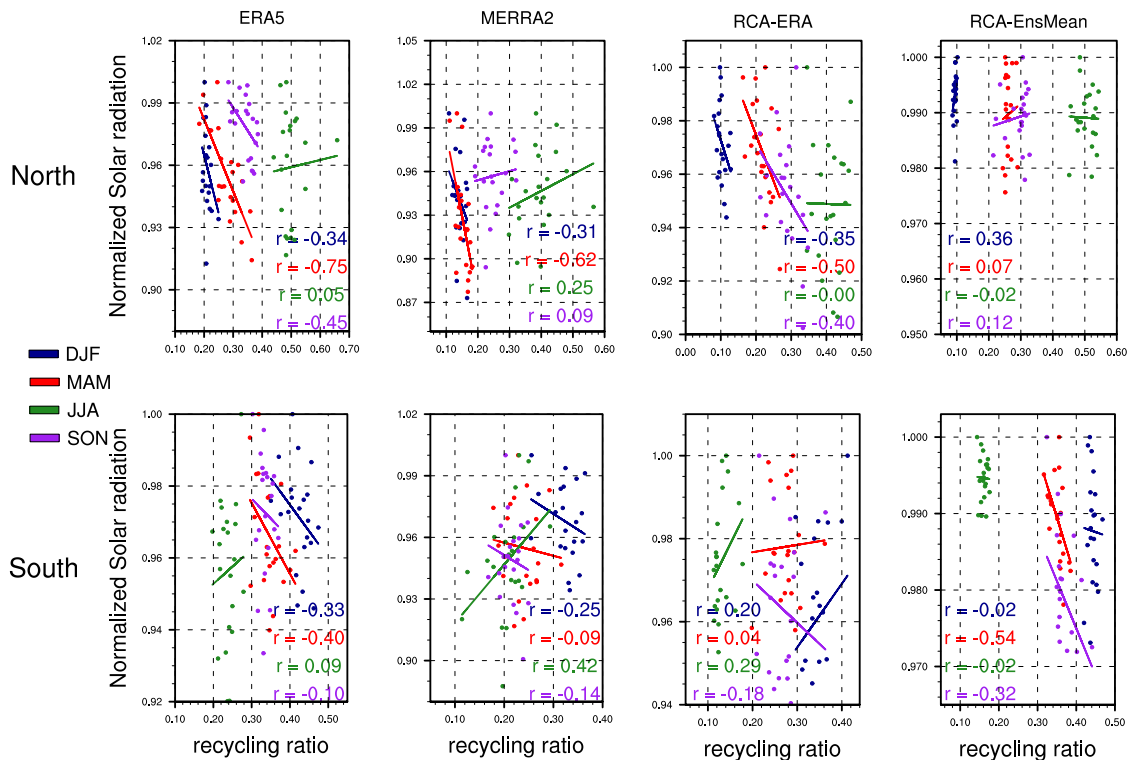 ERA5
MERRA2
RCA-ERA
RCA-EnsMean
North
Normalized Solar radiation
1.02
0.99
0.96
0.93
0.90
r = -0.34
r = -0.75
r = 0.05
r = -0.45
0.10 0.20 0.30 0.40 0.50 0.60 0.70
1.05
1.02
0.99
0.96
0.93
0.90
0.87
r = -0.31
r = -0.62
r = 0.25
r = 0.09
0.00 0.10 0.20 0.30 0.40 0.50 0.60
1.00
0.98
0.96
0.94
0.92
0.90
r = -0.35
r = -0.50
r = -0.00
r = -0.40
0.00 0.10 0.20 0.30 0.40 0.50
1.000
0.990
0.980
0.970
0.960
0.950
r = 0.36
r = 0.07
r = -0.02
r = 0.12
0.10 0.20 0.30 0.40 0.50 0.60
DJF
MAM
JJA
SON
South
Normalized Solar radiation
1.00
0.98
0.96
0.94
0.92
r = -0.33
r = -0.40
r = 0.09
r = -0.10
0.10 0.20 0.30 0.40 0.50
recycling ratio
1.02
0.99
0.96
0.93
0.90
r = -0.25
r = -0.09
r = 0.42
r = -0.14
0.00 0.10 0.20 0.30 0.40
recycling ratio
1.00
0.98
0.96
0.94
r = 0.20
r = 0.04
r = 0.29
r = -0.18
0.10 0.20 0.30 0.40
recycling ratio
1.000
0.990
0.980
0.970
r = -0.02
r = -0.54
r = -0.02
r = -0.32
0.10 0.20 0.30 0.40 0.50
recycling ratio